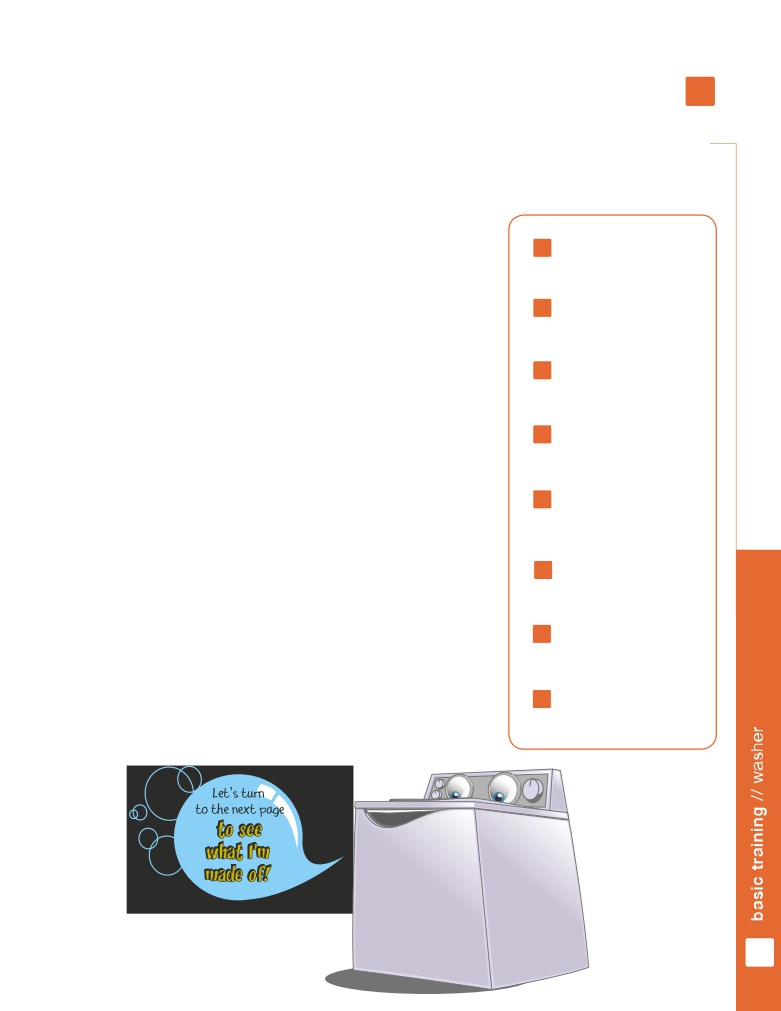 Let's turn
to the next page
to see
what I'm
made of!
basic training // washer